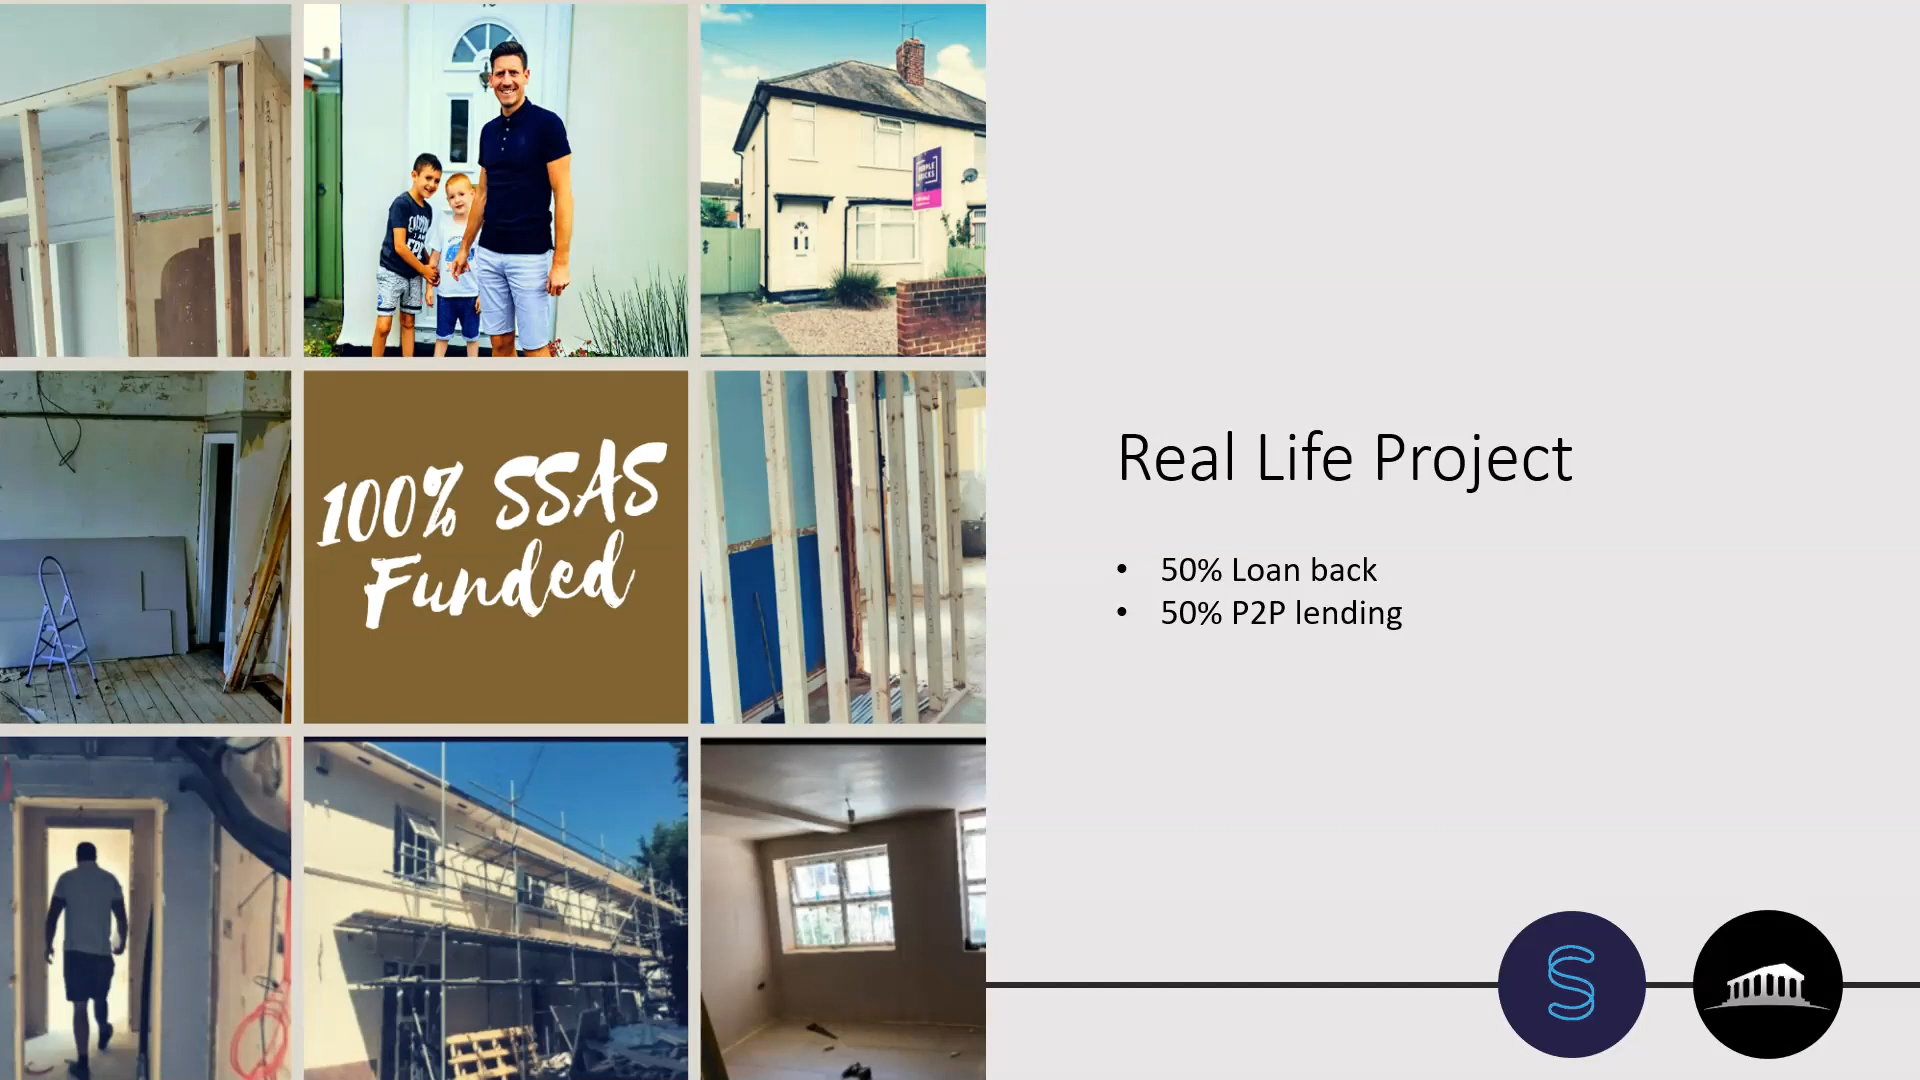 100% SSAS
Funded
Real Life Project
• 50% Loan back
• 50% P2P lending